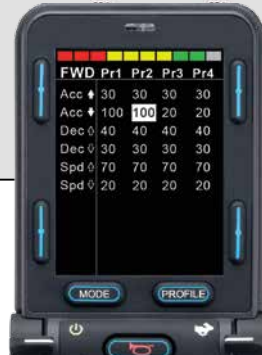 FWD Pr1 Pr2 Pr3 Pr4
Acc ⬆ 30 30 30 30
Acc ⬇ 100 100 20 20
Dec ⇧ 40 40 40 40
Dec ⇩ 30 30 30 30
Spd ⇧ 70 70 70 70
Spd ⇩ 20 20 20 20
MODE PROFILE